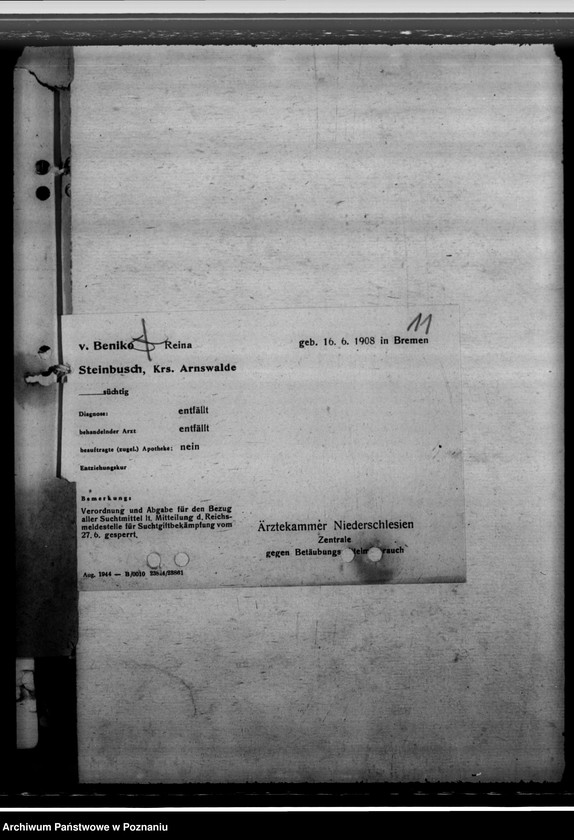 11
v. Beniko Reina geb. 16. 6. 1908 in Bremen
Steinbusch, Krs. Arnswalde
süchtig
Diagnose: entfällt
behandelnder Arzt entfällt
beauftragte (zugel.) Apotheke: nein
Entziehungskur
Bemerkungs
Verordnung und Abgabe für den Bezug
aller Suchtmittel lt. Mitteilung d. Reichs-
meldestelle für Suchtgiftbekämpfung vom
27. 6. gesperrt.
Ärztekammer Niederschlesien
Zentrale
gegen Betäubungs
Aug. 1944 — B/0010
Archiwum Państwowe w Poznaniu